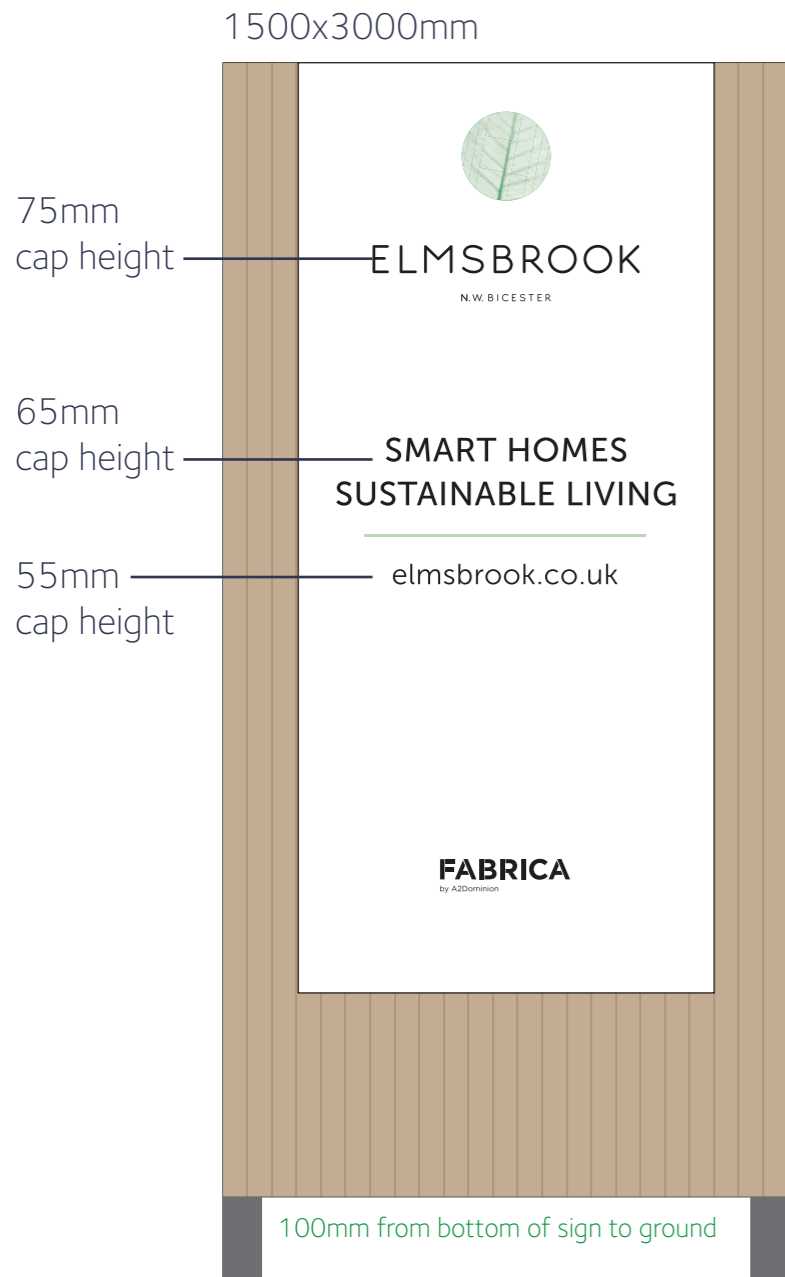 1500x3000mm
75mm
cap height
ELMSBROOK
N.W. BICESTER
65mm
cap height
SMART HOMES
SUSTAINABLE LIVING
55mm
cap height
elmsbrook.co.uk
FABRICA
by A2Dominion
100mm from bottom of sign to ground